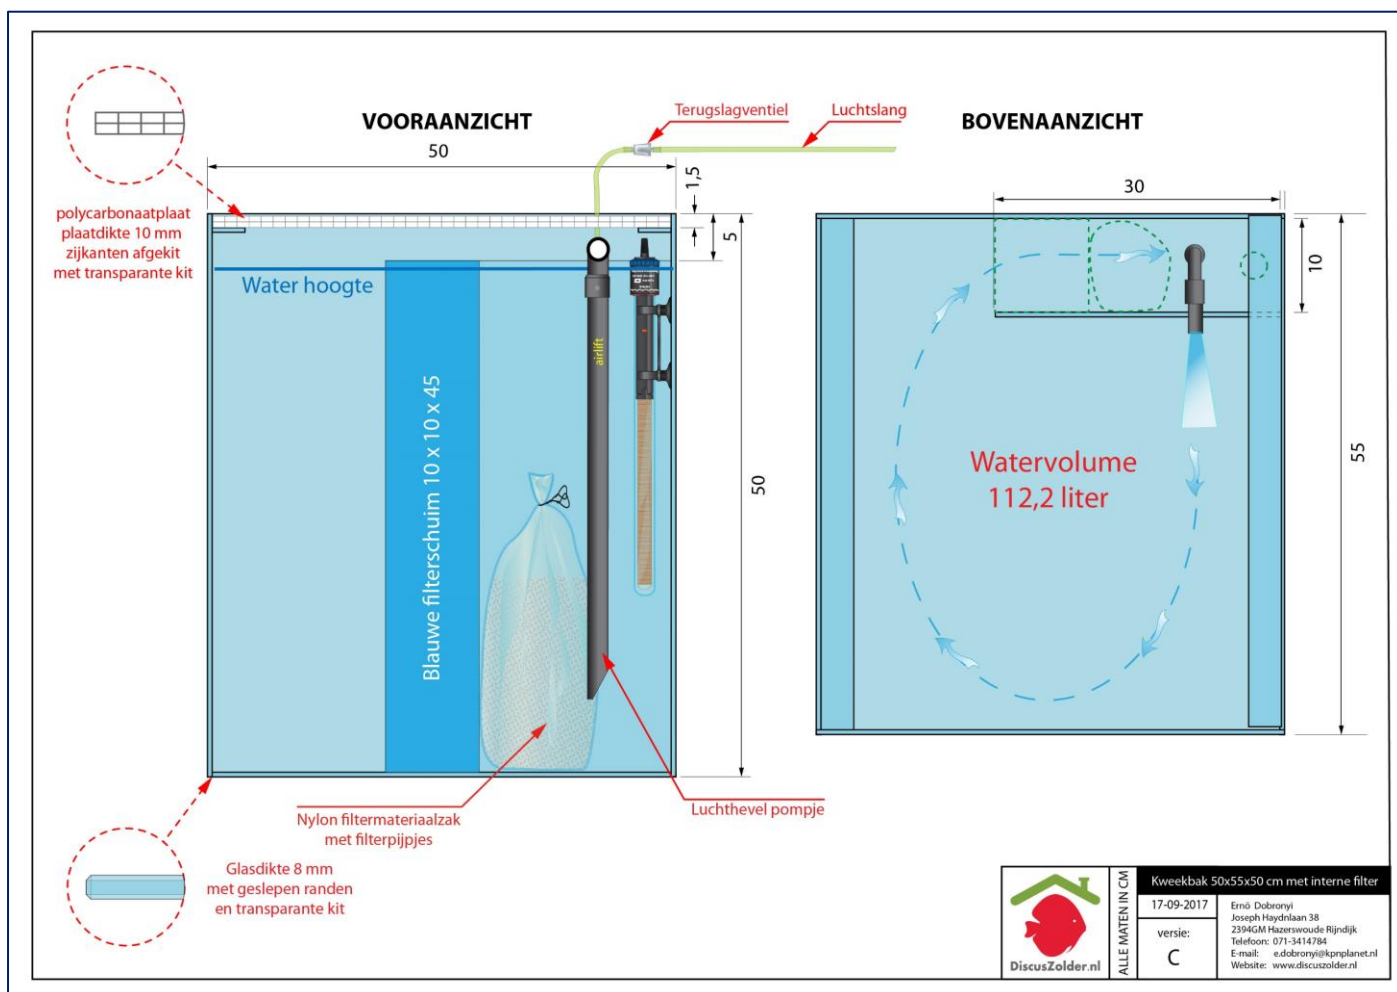 VOORAANZICHT
BOVENAANZICHT
Terugslagventiel
Luchtslang
50
1,5
5
50
30
10
55
polycarbonaatplaat
plaatdikte 10 mm
zijkanten afgekit
met transparante kit
Water hoogte
airlift
Blauwe filterschuim 10 x 10 x 45
Watervolume
112,2 liter
Nylon filtermateriaalzak
met filterpijpjes
Luchthevel pompje
Glasdikte 8 mm
met geslepen randen
en transparante kit
DiscusZolder.nl
ALLE MATEN IN CM
Kweekbak 50x55x50 cm met interne filter
17-09-2017
versie:
C
Ernö Dobronyi
Joseph Haydnlaan 38
2394GM Hazerswoude Rijndijk
Telefoon: 071-3414784
E-mail: e.dobronyi@kpnplanet.nl
Website: www.discuszolder.nl